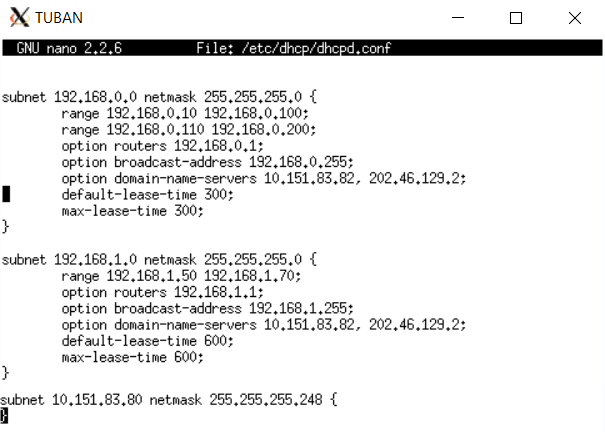 TUBAN
GNU nano 2.2.6 File: /etc/dhcp/dhcpd.conf
subnet 192.168.0.0 netmask 255.255.255.0 {
range 192.168.0.10 192.168.0.100;
range 192.168.0.110 192.168.0.200;
option routers 192.168.0.1;
option broadcast-address 192.168.0.255;
option domain-name-servers 10.151.83.82, 202.46.129.2;
default-lease-time 300;
max-lease-time 300;
}
subnet 192.168.1.0 netmask 255.255.255.0 {
range 192.168.1.50 192.168.1.70;
option routers 192.168.1.1;
option broadcast-address 192.168.1.255;
option domain-name-servers 10.151.83.82, 202.46.129.2;
default-lease-time 600;
max-lease-time 600;
}
subnet 10.151.83.80 netmask 255.255.255.248 {
}